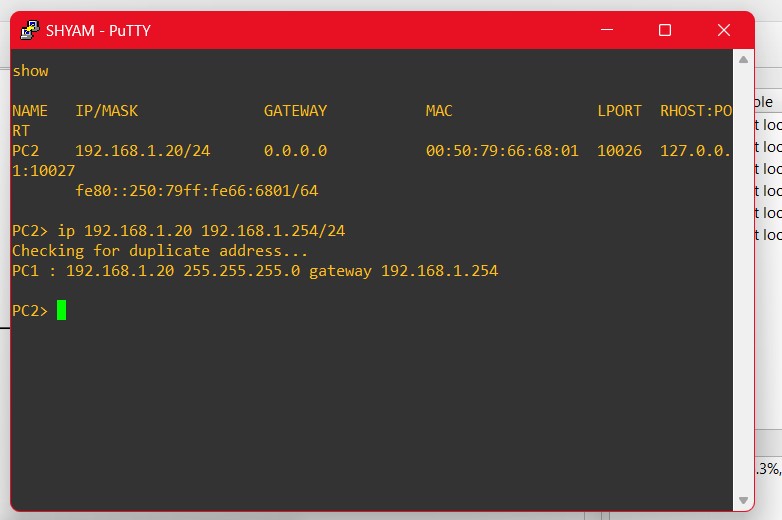 SHYAM - PuTTY
show
NAME   IP/MASK              GATEWAY           MAC                LPORT  RHOST:PO
RT
PC2    192.168.1.20/24      0.0.0.0           00:50:79:66:68:01  10026  127.0.0.
1:10027
       fe80::250:79ff:fe66:6801/64
PC2> ip 192.168.1.20 192.168.1.254/24
Checking for duplicate address...
PC1 : 192.168.1.20 255.255.255.0 gateway 192.168.1.254
PC2>
ole
t loc
t loc
t loc
t loc
t loc
t loc
.3%,